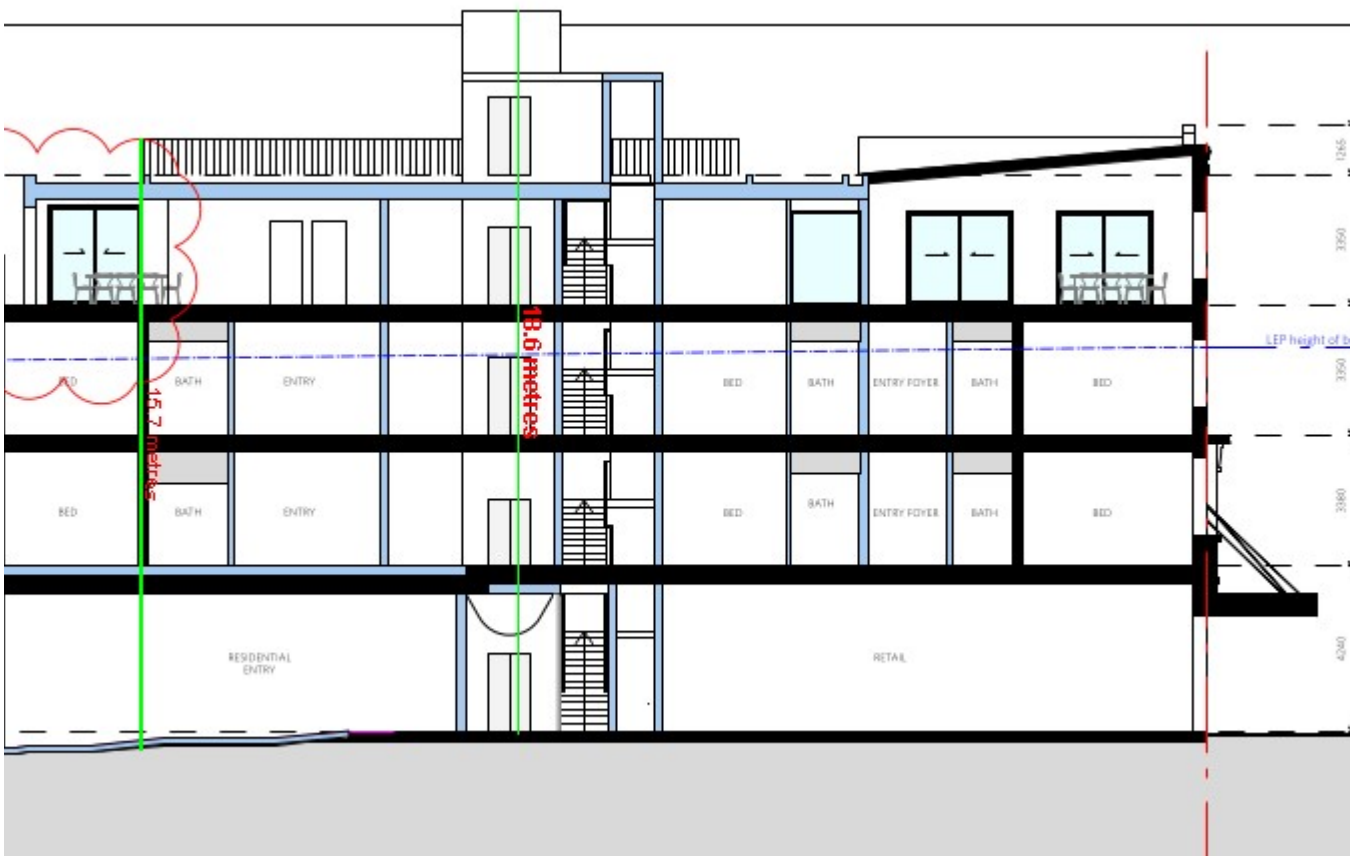 1265
3350
LEP height of b
3350
18.6 metres
BED
BATH
ENTRY
BED
BATH
ENTRY FOYER
BATH
BED
15.7 metres
3380
BED
BATH
ENTRY
BED
BATH
ENTRY FOYER
BATH
BED
RESIDENTIAL
ENTRY
RETAIL
4240